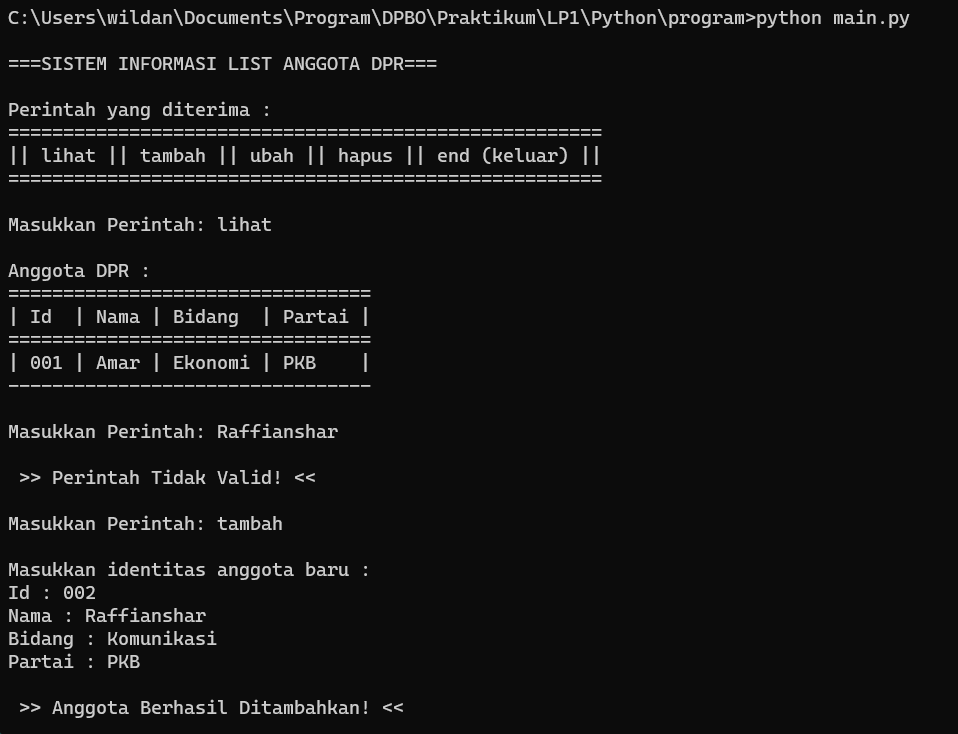 C:\Users\wildan\Documents\Program\DPBO\Praktikum\LP1\Python\program>python main.py
===SISTEM INFORMASI LIST ANGGOTA DPR===
Perintah yang diterima :
======================================================
|| lihat || tambah || ubah || hapus || end (keluar) ||
======================================================
Masukkan Perintah: lihat
Anggota DPR :
=================================
| Id  | Nama | Bidang  | Partai |
=================================
| 001 | Amar | Ekonomi | PKB    |
---------------------------------
Masukkan Perintah: Raffianshar
 >> Perintah Tidak Valid! <<
Masukkan Perintah: tambah
Masukkan identitas anggota baru :
Id : 002
Nama : Raffianshar
Bidang : Komunikasi
Partai : PKB
 >> Anggota Berhasil Ditambahkan! <<